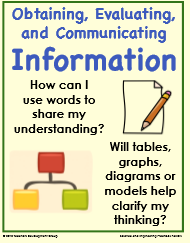 Obtaining, Evaluating,
and Communicating
Information
How can I
use words to
share my
understanding?
Will tables,
graphs,
diagrams or
models help
clarify my
thinking?